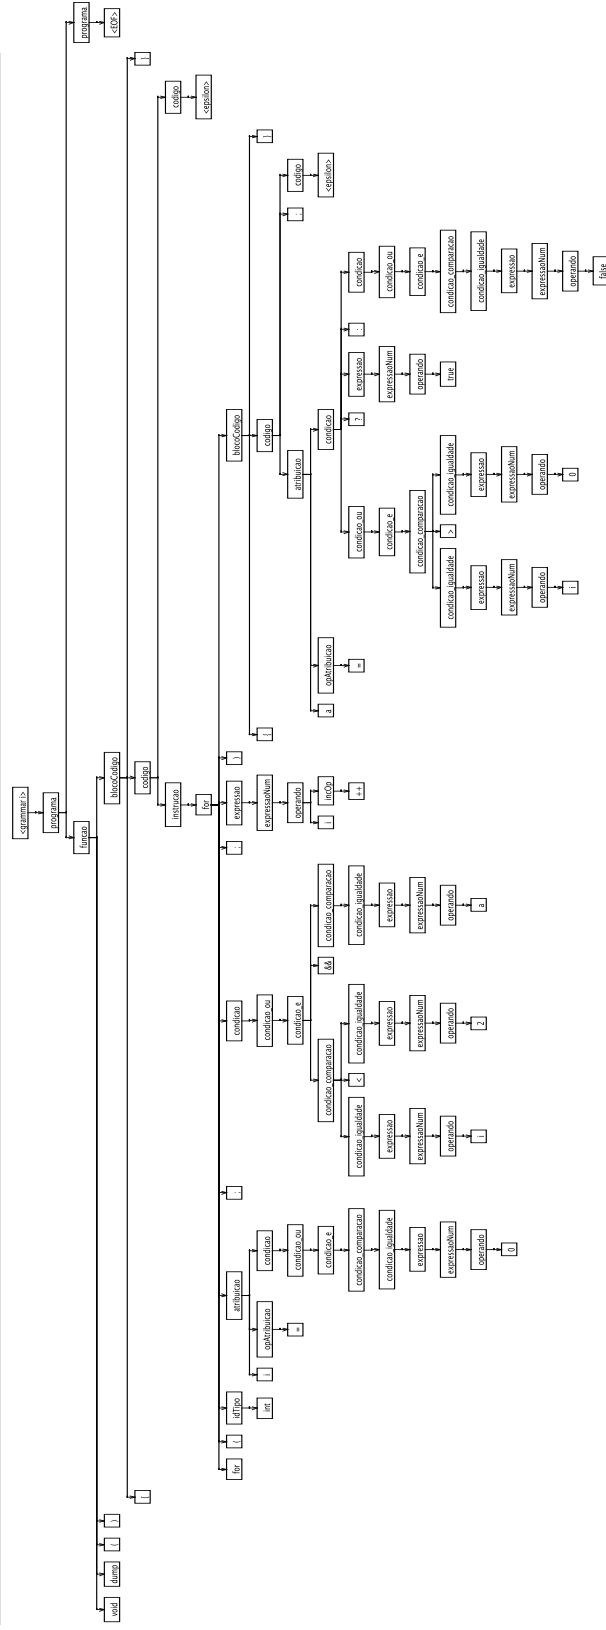 <grammar i>
programa
funcao programa
void dump ( ) blocoCodigo <EOF>
{ codigo }
instrucao codigo
for <epsilon>
for ( idTipo atribuicao ; condicao ; expressao ) blocoCodigo
int i opAtribuicao condicao condicao_ou expressaoNum { codigo }
= condicao_ou condicao_e operando atribuicao ; codigo
condicao_e condicao_comparacao && condicao_comparacao i incOp a opAtribuicao condicao <epsilon>
condicao_comparacao condicao_igualdade < condicao_igualdade condicao_igualdade ++ = condicao_ou ? expressao : condicao
condicao_igualdade expressao expressao expressao condicao_e expressaoNum condicao_ou
expressao expressaoNum expressaoNum expressaoNum condicao_comparacao operando condicao_e
expressaoNum operando operando operando condicao_igualdade > condicao_igualdade true condicao_comparacao
operando i 2 a expressao expressao condicao_igualdade
0 expressaoNum expressaoNum expressao
operando operando expressaoNum
i 0 operando
false